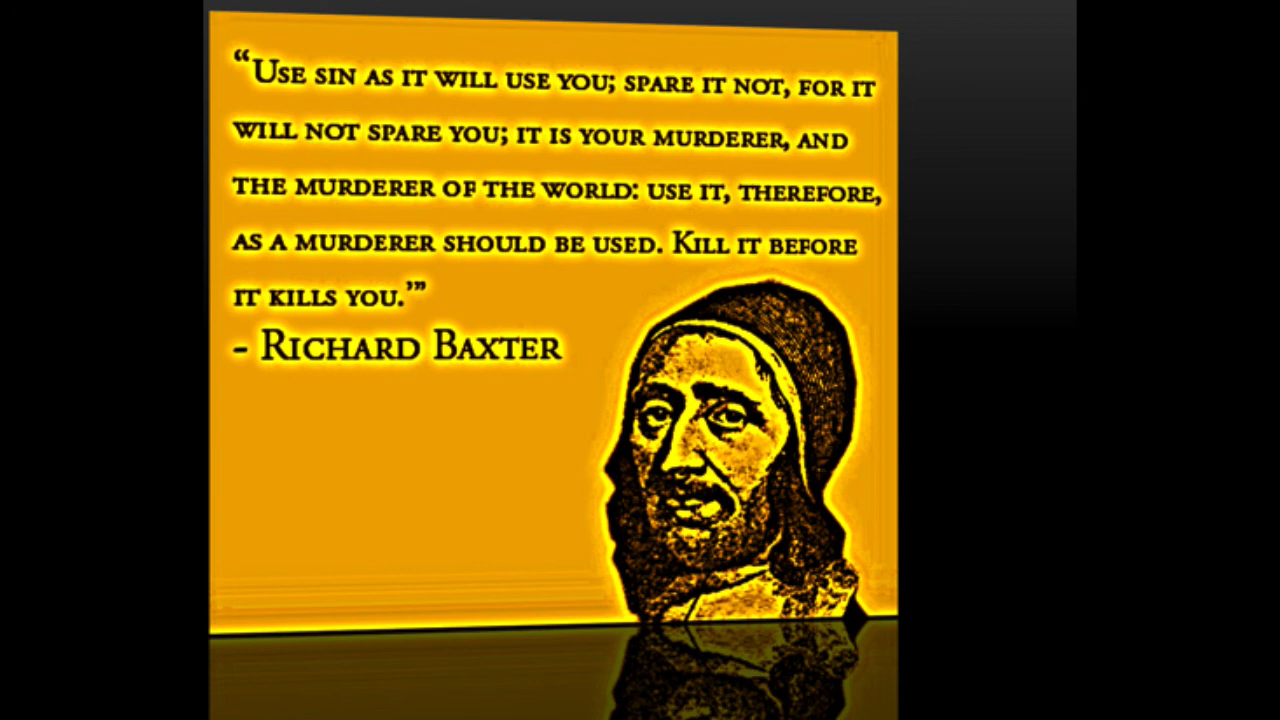 “Use sin as it will use you; spare it not, for it
will not spare you; it is your murderer, and
the murderer of the world: use it, therefore,
as a murderer should be used. Kill it before
it kills you.’”
- Richard Baxter